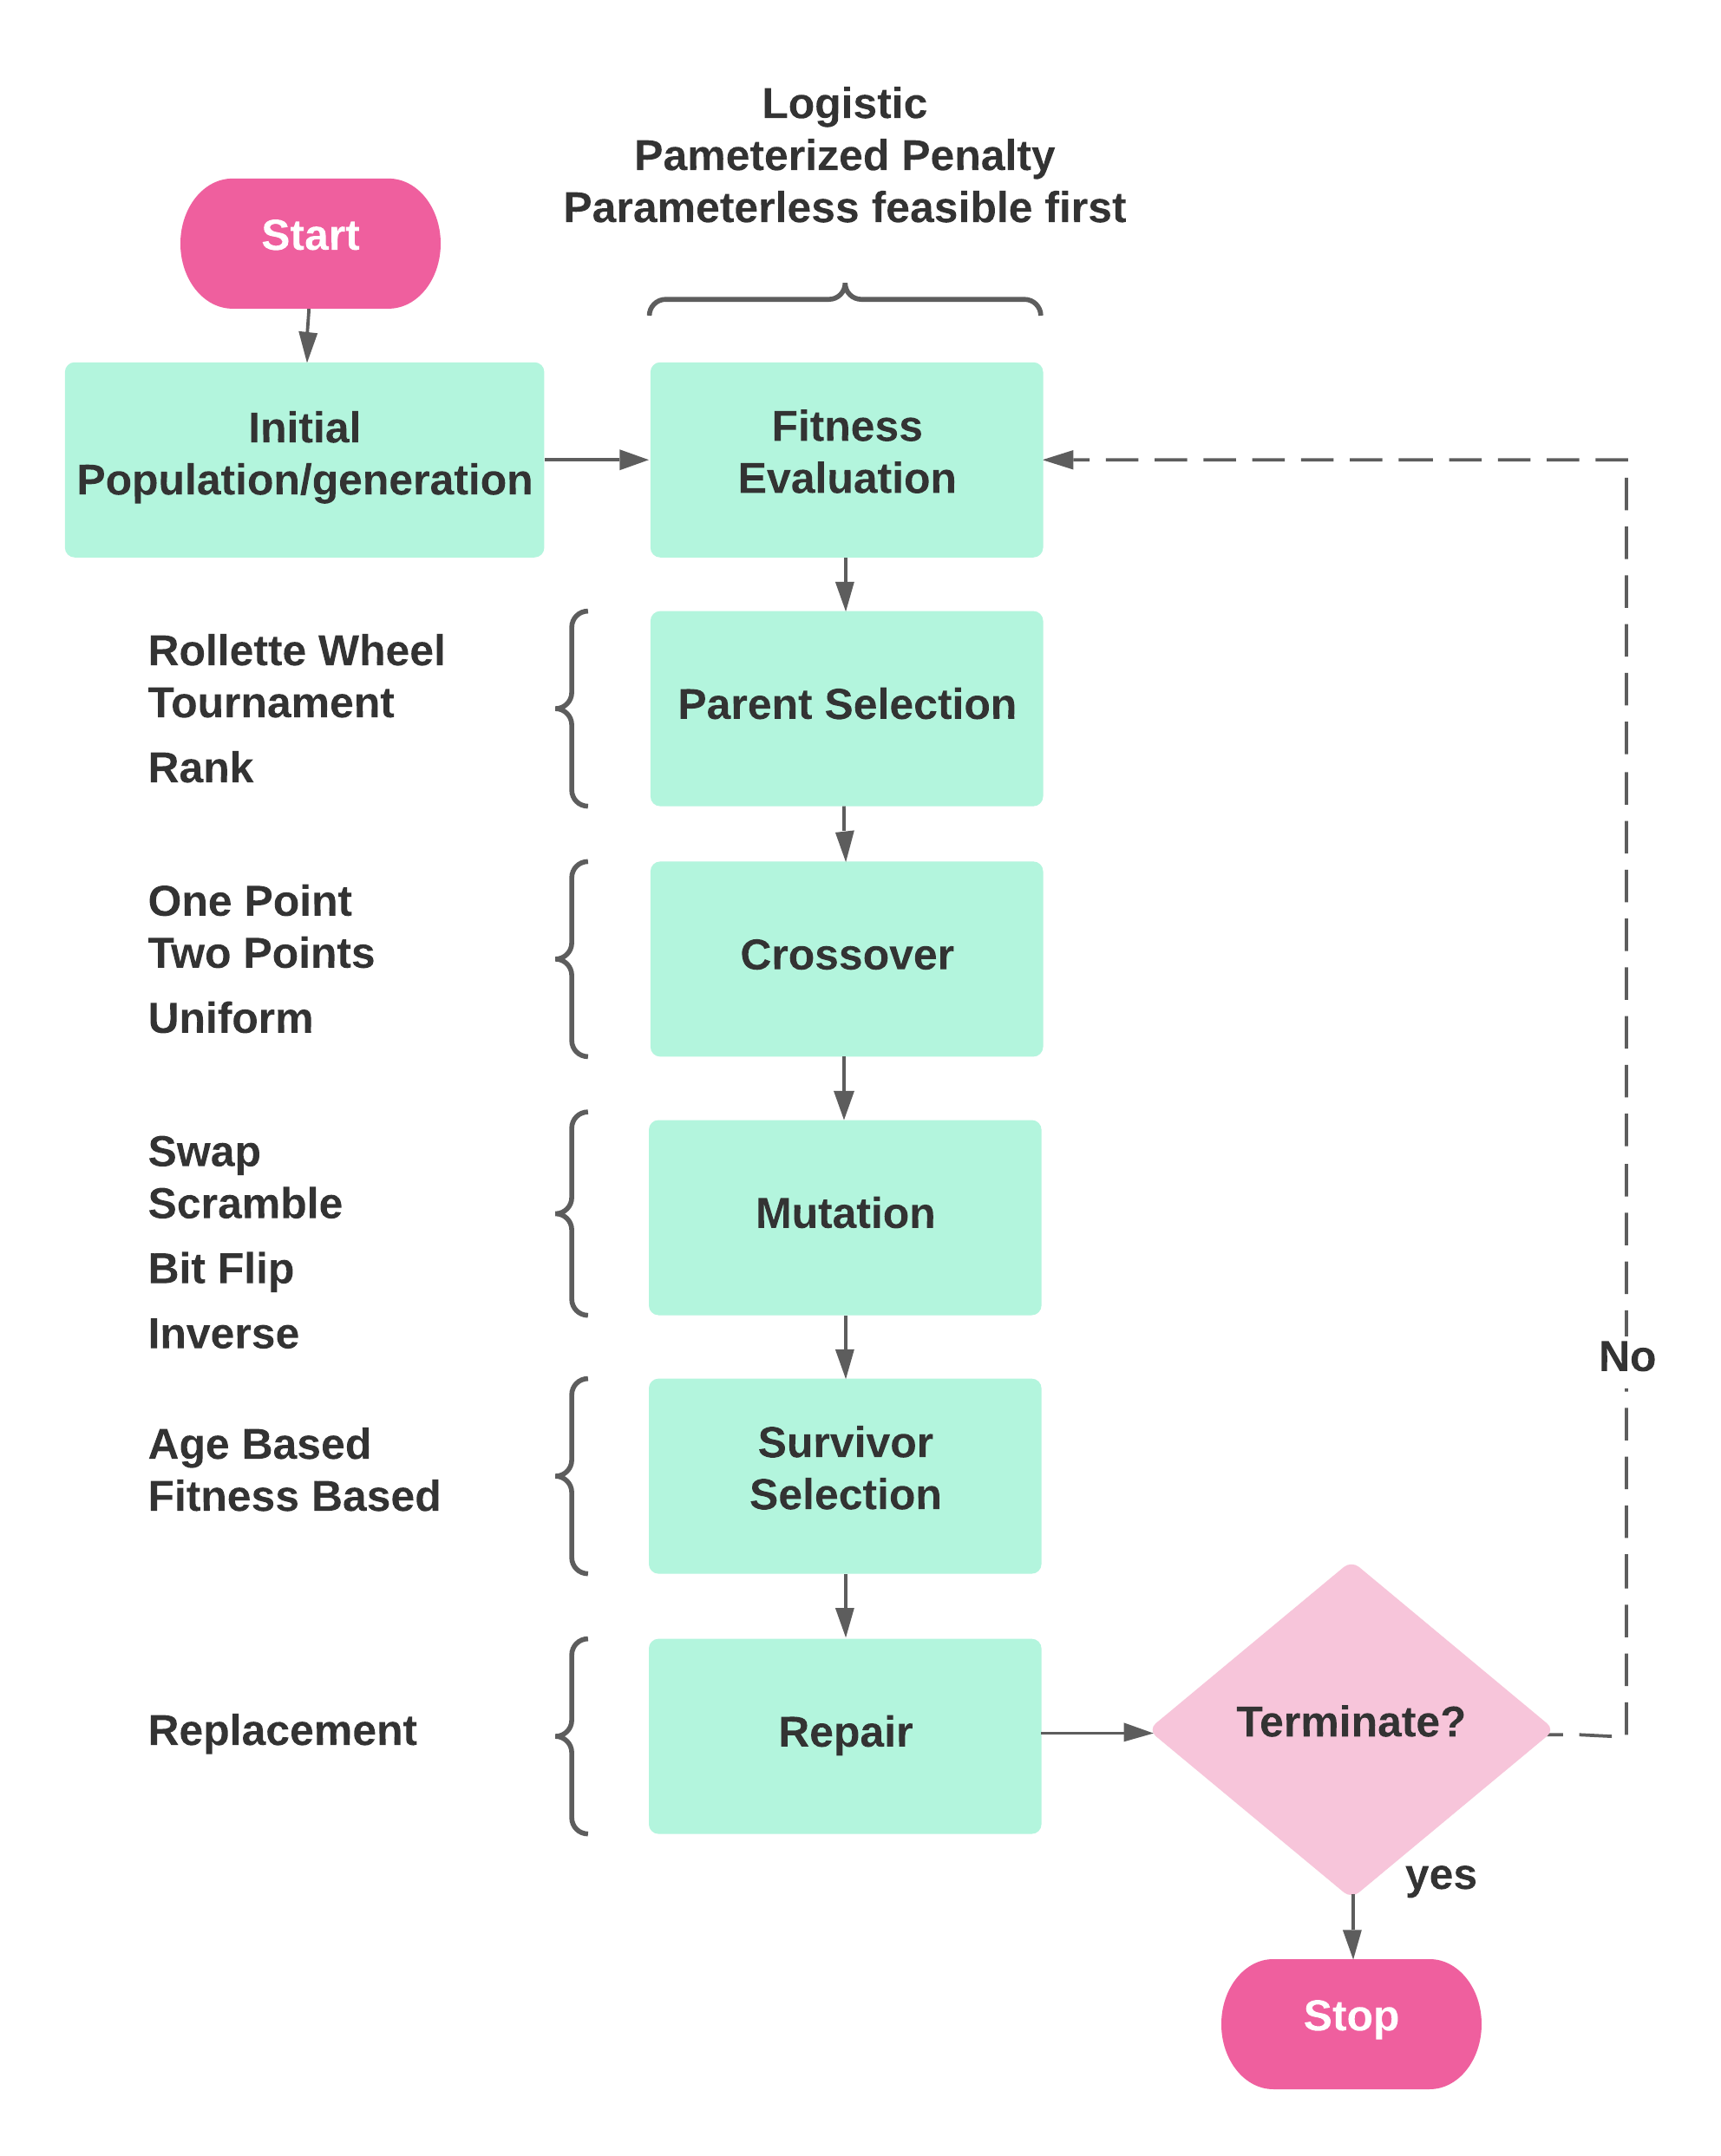 Logistic
Pameterized Penalty
Parameterless feasible first
Start
Initial
Population/generation
Fitness
Evaluation
Rollette Wheel
Tournament
Rank
Parent Selection
One Point
Two Points
Uniform
Crossover
Swap
Scramble
Bit Flip
Inverse
Mutation
No
Age Based
Fitness Based
Survivor
Selection
Replacement
Repair
Terminate?
yes
Stop